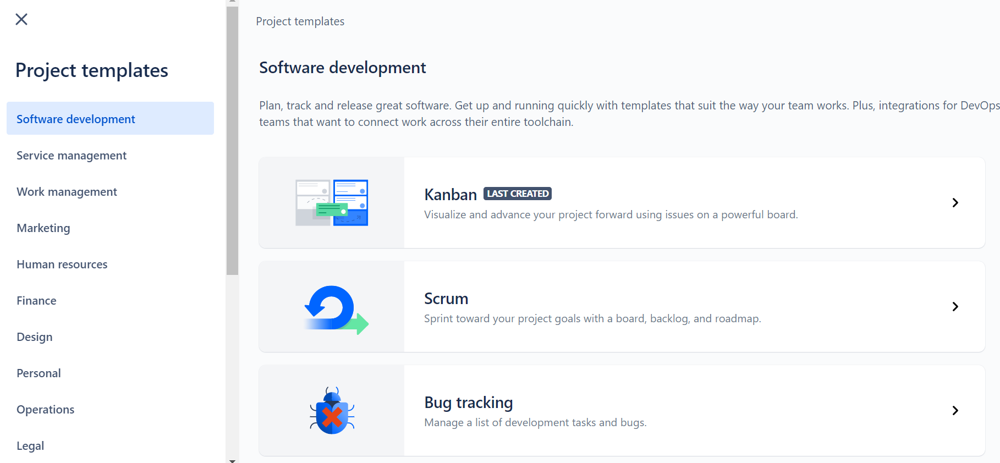 Project templates
Software development
Service management
Work management
Marketing
Human resources
Finance
Design
Personal
Operations
Legal
Project templates
Software development
Plan, track and release great software. Get up and running quickly with templates that suit the way your team works. Plus, integrations for DevOps
teams that want to connect work across their entire toolchain.
Kanban LAST CREATED
Visualize and advance your project forward using issues on a powerful board.
Scrum
Sprint toward your project goals with a board, backlog, and roadmap.
Bug tracking
Manage a list of development tasks and bugs.